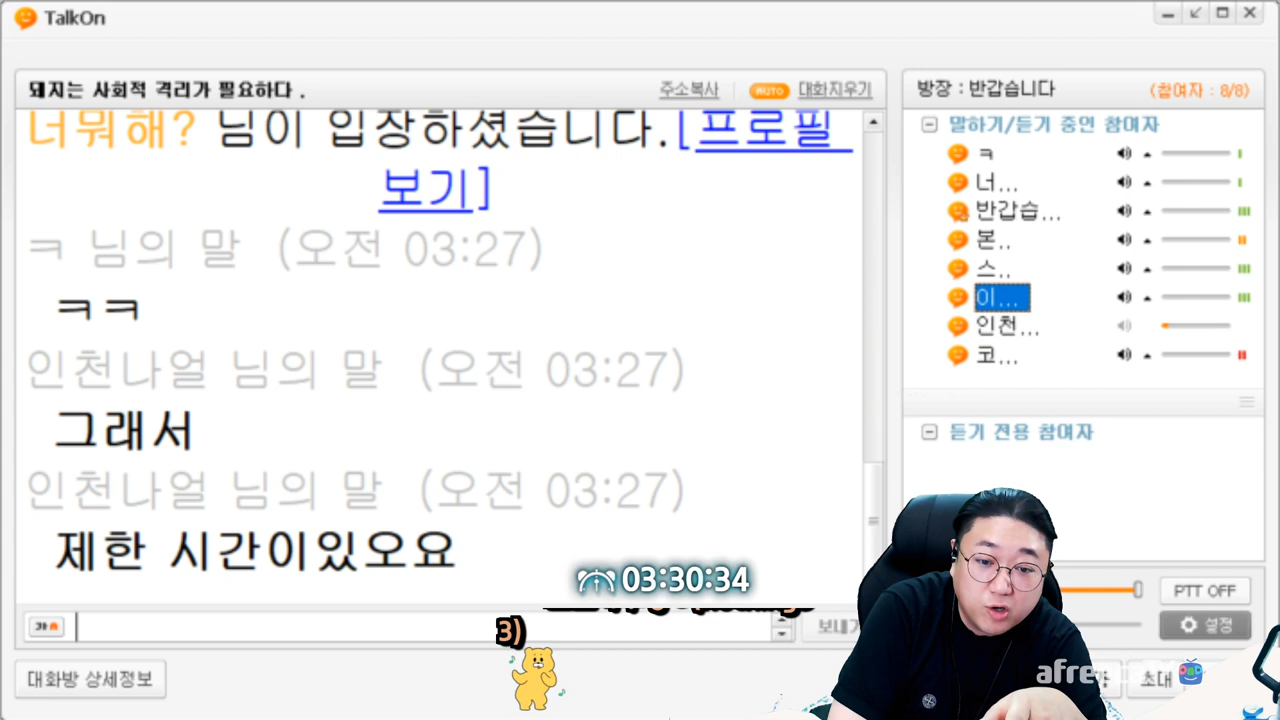 TalkOn
돼지는 사회적 격리가 필요하다 .
주소복사
AUTO
대화지우기
너뭐해? 님이 입장하셨습니다.[프로필
보기]
ㅋ 님의 말 (오전 03:27)
ㅋㅋ
인천나얼 님의 말 (오전 03:27)
그래서
인천나얼 님의 말 (오전 03:27)
제한 시간이있오요
03:30:34
3)
가
보내기
대화방 상세정보
방장 : 반갑습니다
(참여자 : 8/8)
말하기/듣기 중인 참여자
ㅋ
너...
반갑습...
본..
스..
이...
인천...
코...
듣기 전용 참여자
PTT OFF
설정
초대